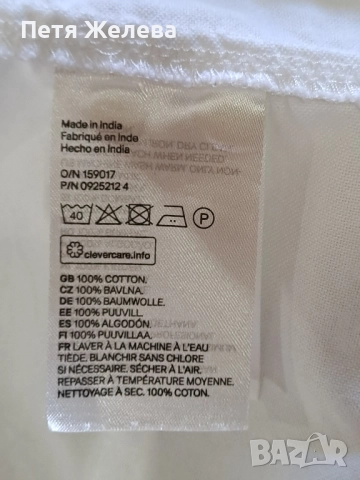 Петя Желева
Made in India
Fabriqué en Inde
Hecho en India
O/N 159017
P/N 0925212 4
40 P
clevercare.info
GB 100% COTTON.
CZ 100% BAVLNA.
DE 100% BAUMWOLLE.
EE 100% PUUVILL.
ES 100% ALGODÓN.
FI 100% PUUVILLAA.
FR LAVER À LA MACHINE À L'EAU
TIÈDE. BLANCHIR SANS CHLORE
SI NÉCESSAIRE. SÉCHER À L'AIR.
REPASSER À TEMPÉRATURE MOYENNE.
NETTOYAGE À SEC. 100% COTON.
BAZAR